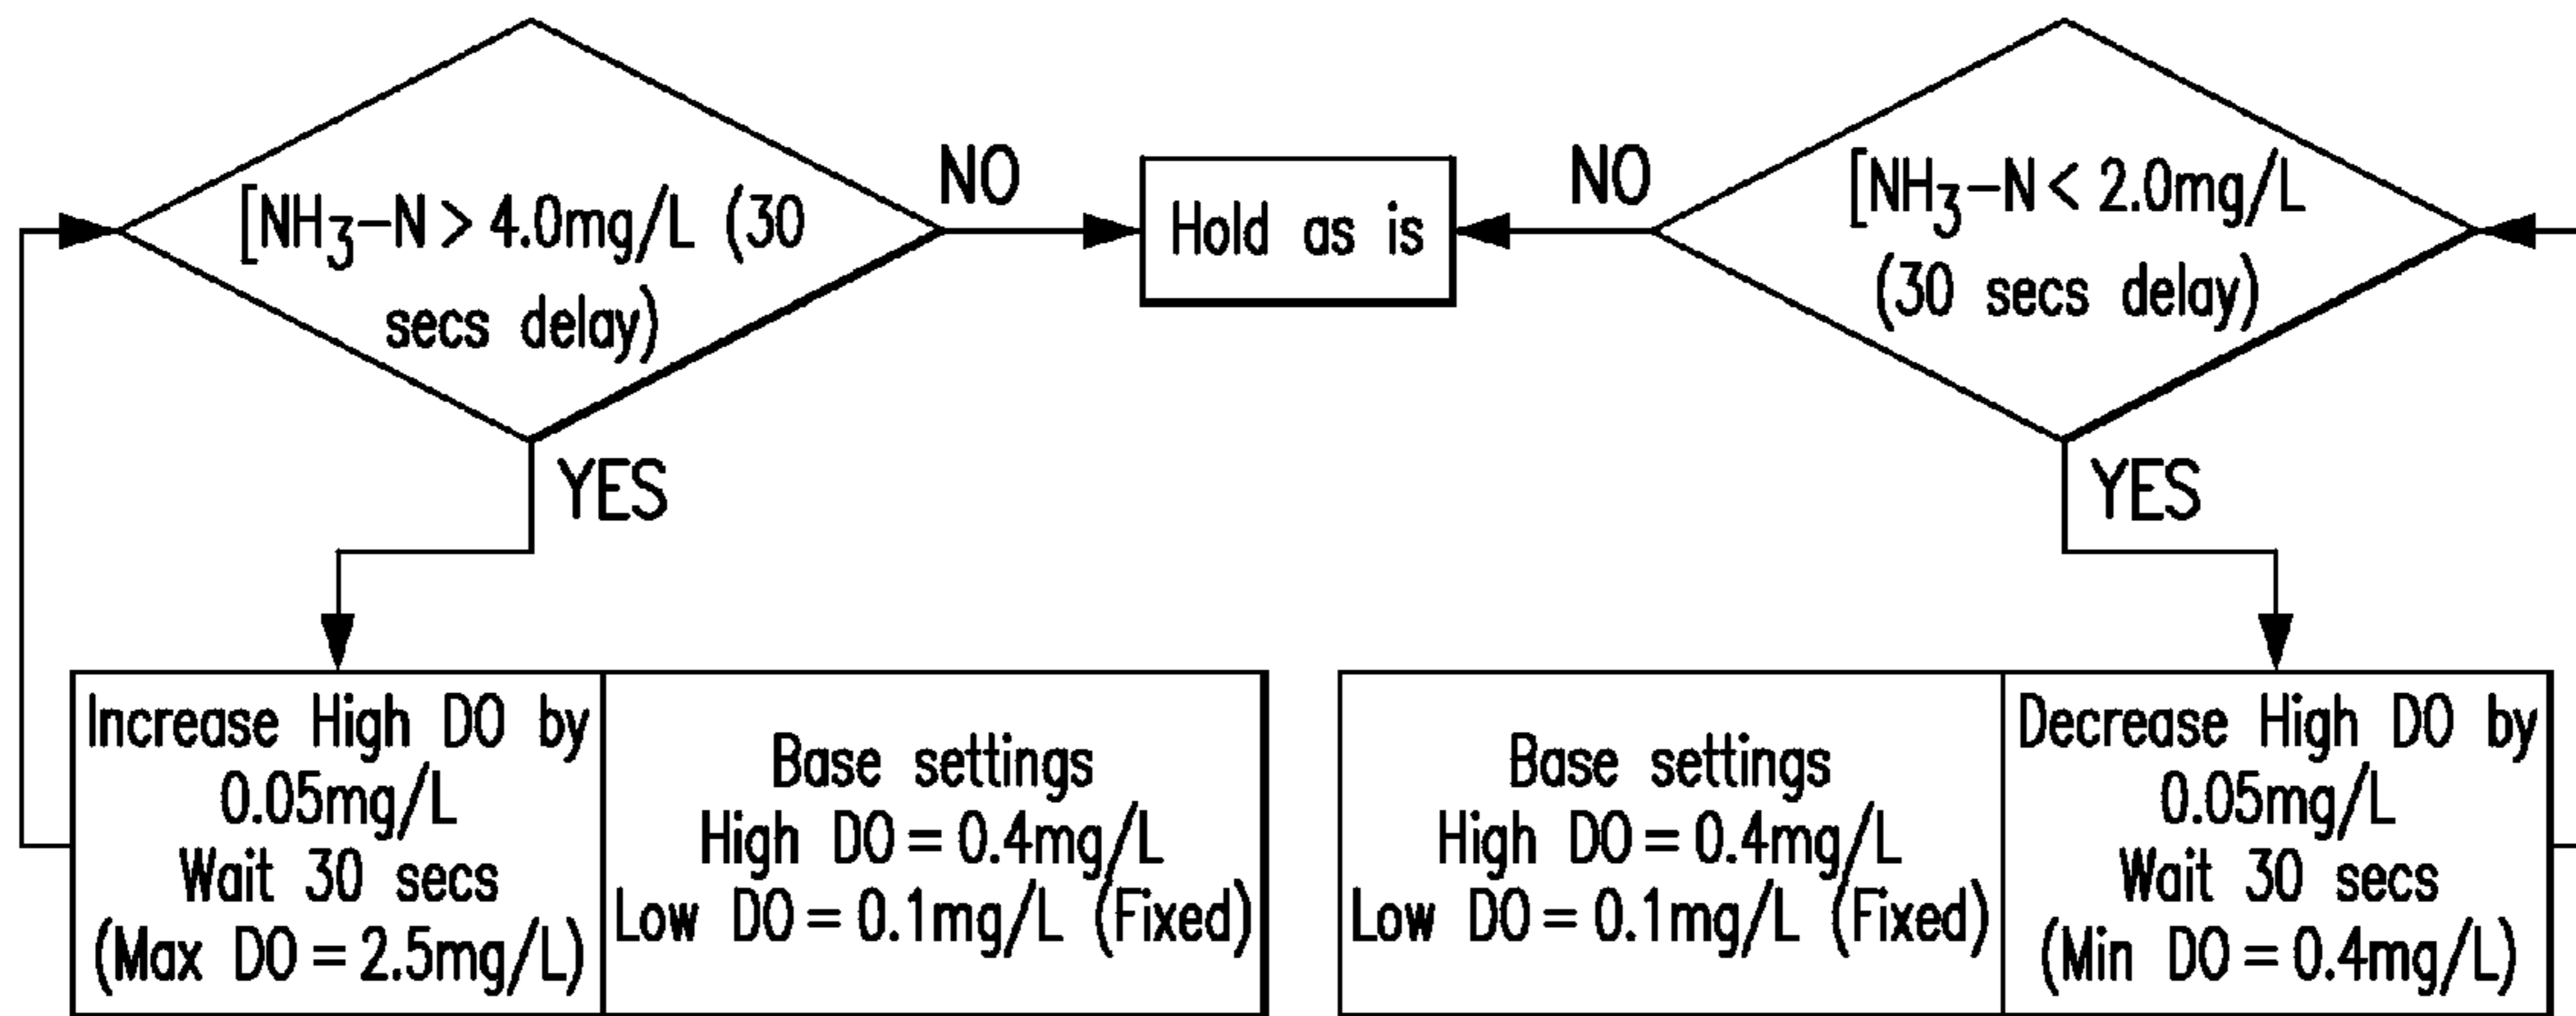 [NH3-N > 4.0mg/L (30
secs delay)
NO
Hold as is
NO
[NH3-N < 2.0mg/L
(30 secs delay)
YES
YES
Increase High DO by
0.05mg/L
Wait 30 secs
(Max DO = 2.5mg/L)
Base settings
High DO = 0.4mg/L
Low DO = 0.1mg/L (Fixed)
Base settings
High DO = 0.4mg/L
Low DO = 0.1mg/L (Fixed)
Decrease High DO by
0.05mg/L
Wait 30 secs
(Min DO = 0.4mg/L)